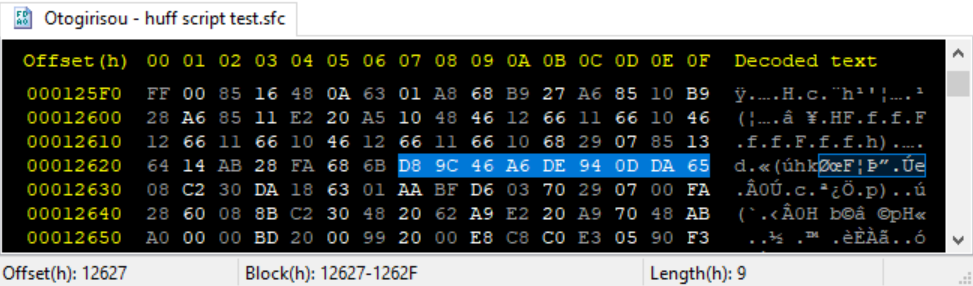 Otogirisou - huff script test.sfc
Offset(h) 00 01 02 03 04 05 06 07 08 09 0A 0B 0C 0D 0E 0F Decoded text
000125F0 FF 00 85 16 48 0A 63 01 A8 68 B9 27 A6 85 10 B9 ÿ.….H.c.¨h¹'¦….¹
00012600 28 A6 85 11 E2 20 A5 10 48 46 12 66 11 66 10 46 (¦….â ¥.HF.f.f.F
00012610 12 66 11 66 10 46 12 66 11 66 10 68 29 07 85 13 .f.f.F.f.f.h).….
00012620 64 14 AB 28 FA 68 6B D8 9C 46 A6 DE 94 0D DA 65 d.«(úhkØœF¦Þ”.Úe
00012630 08 C2 30 DA 18 63 01 AA BF D6 03 70 29 07 00 FA .Â0Ú.c.ª¿Ö.p)..ú
00012640 28 60 08 8B C2 30 48 20 62 A9 E2 20 A9 70 48 AB (`.‹Â0H b©â ©pH«
00012650 A0 00 00 BD 20 00 99 20 00 E8 C8 C0 E3 05 90 F3 ..½ .™ .èÈÀã..ó
Offset(h): 12627 Block(h): 12627-1262F Length(h): 9